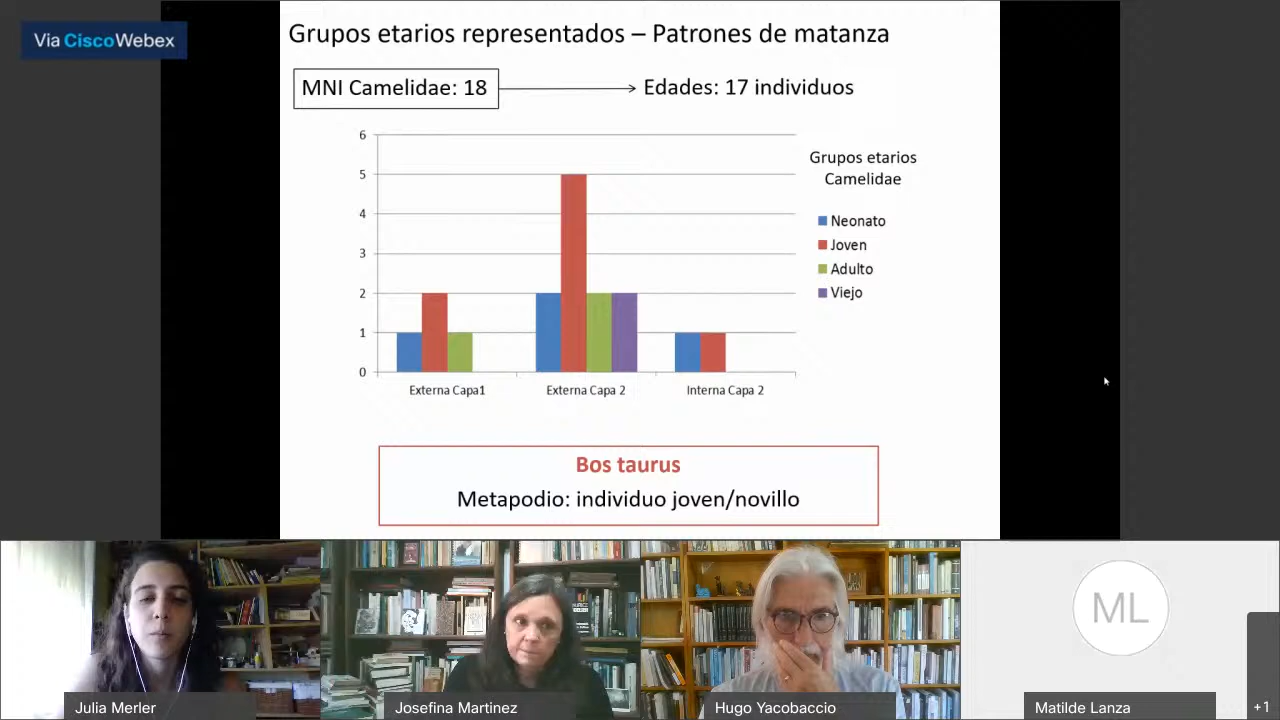 Via CiscoWebex
Grupos etarios representados – Patrones de matanza
MNI Camelidae: 18
Edades: 17 individuos
6
5
4
3
2
1
0
Externa Capa1
Externa Capa 2
Interna Capa 2
Grupos etarios
Camelidae
Neonato
Joven
Adulto
Viejo
Bos taurus
Metapodio: individuo joven/novillo
ML
Julia Merler
Josefina Martinez
Hugo Yacobaccio
Matilde Lanza
+1